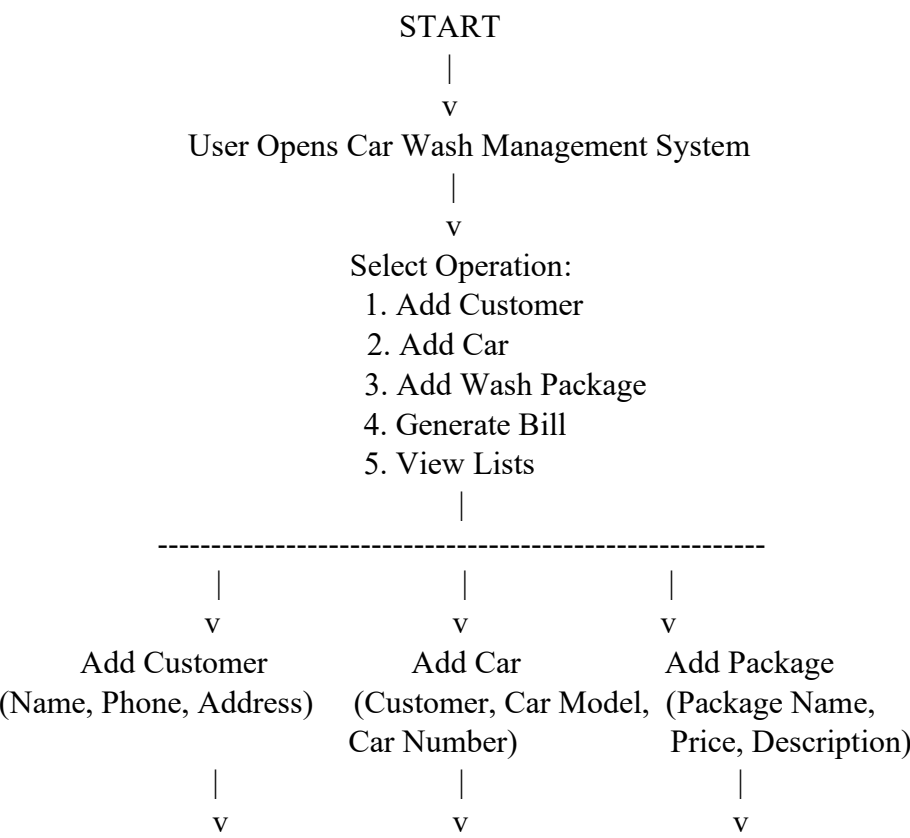 START
|
v
User Opens Car Wash Management System
|
v
Select Operation:
1. Add Customer
2. Add Car
3. Add Wash Package
4. Generate Bill
5. View Lists
|
----------------------------------------------------------
| | |
v v v
Add Customer Add Car Add Package
(Name, Phone, Address) (Customer, Car Model, (Package Name,
Car Number) Price, Description)
| | |
v v v